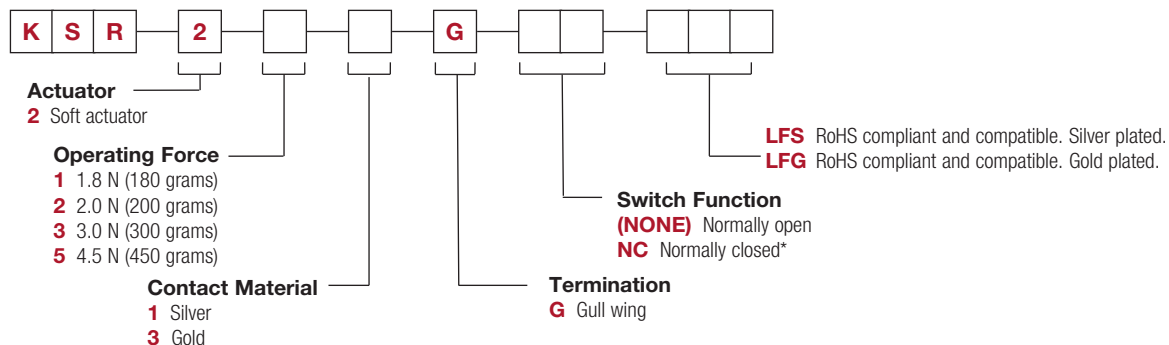 K S R 2 G
Actuator
2 Soft actuator
Operating Force
1 1.8 N (180 grams)
2 2.0 N (200 grams)
3 3.0 N (300 grams)
5 4.5 N (450 grams)
Contact Material
1 Silver
3 Gold
Termination
G Gull wing
Switch Function
(NONE) Normally open
NC Normally closed*
LFS RoHS compliant and compatible. Silver plated.
LFG RoHS compliant and compatible. Gold plated.